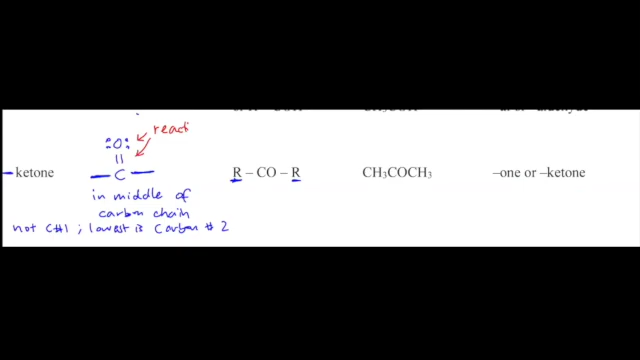 react
:O:
||
– C –
– ketone
R – CO – R
CH₃COCH₃
–one or –ketone
in middle of
carbon chain
not C#1 ; lowest is Carbon # 2